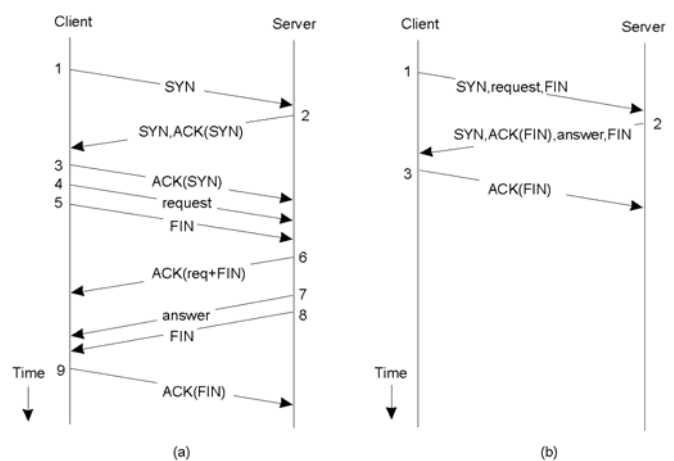 Client
Server
1
SYN
2
SYN,ACK(SYN)
3
ACK(SYN)
4
request
5
FIN
6
ACK(req+FIN)
7
answer
8
FIN
Time
9
ACK(FIN)
(a)
Client
Server
1
SYN,request,FIN
2
SYN,ACK(FIN),answer,FIN
3
ACK(FIN)
Time
(b)